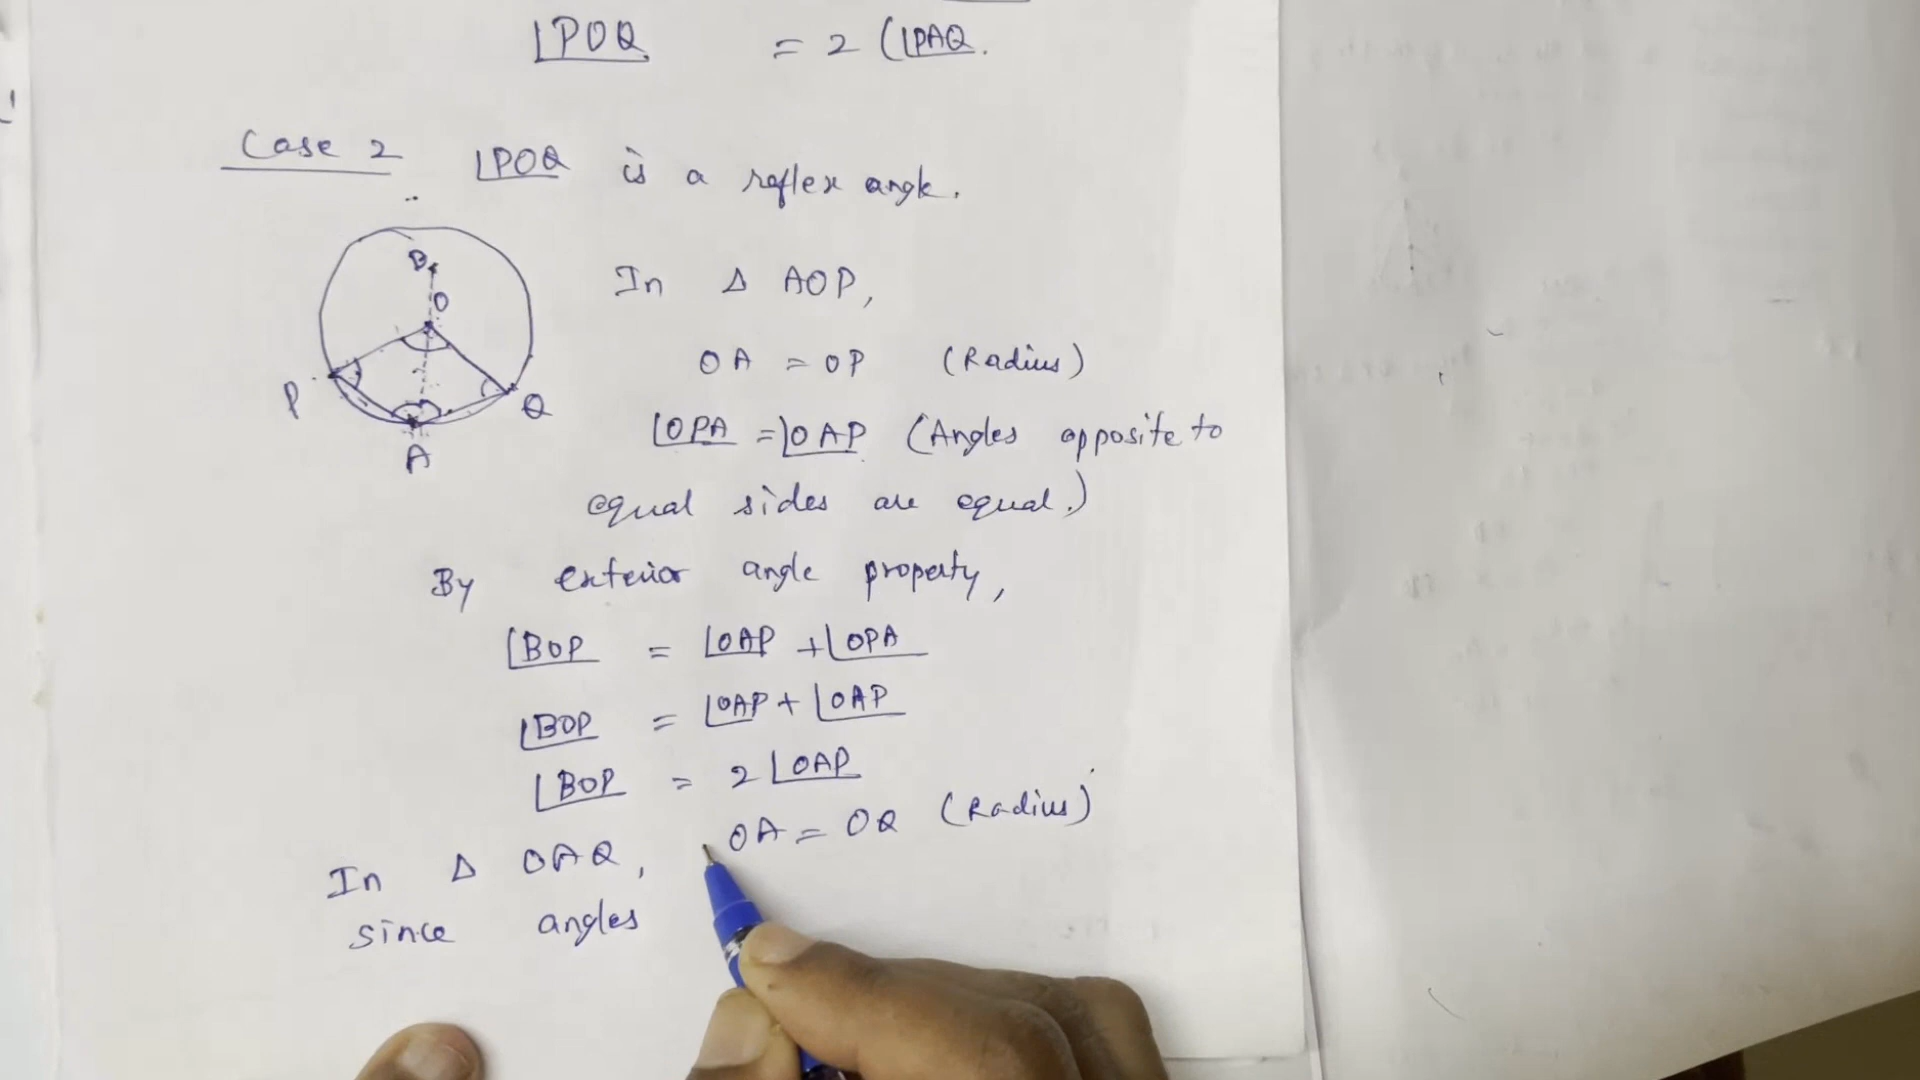 ∠POQ = 2 (∠PAQ.
Case 2 ∠POQ is a reflex angle.
B
O
P
Q
A
In Δ AOP,
OA = OP (Radius)
∠OPA = ∠OAP (Angles opposite to
equal sides are equal.)
By exterior angle property,
∠BOP = ∠OAP + ∠OPA
∠BOP = ∠OAP + ∠OAP
∠BOP = 2 ∠OAP
In Δ OAQ, OA = OQ (Radius)
since angles